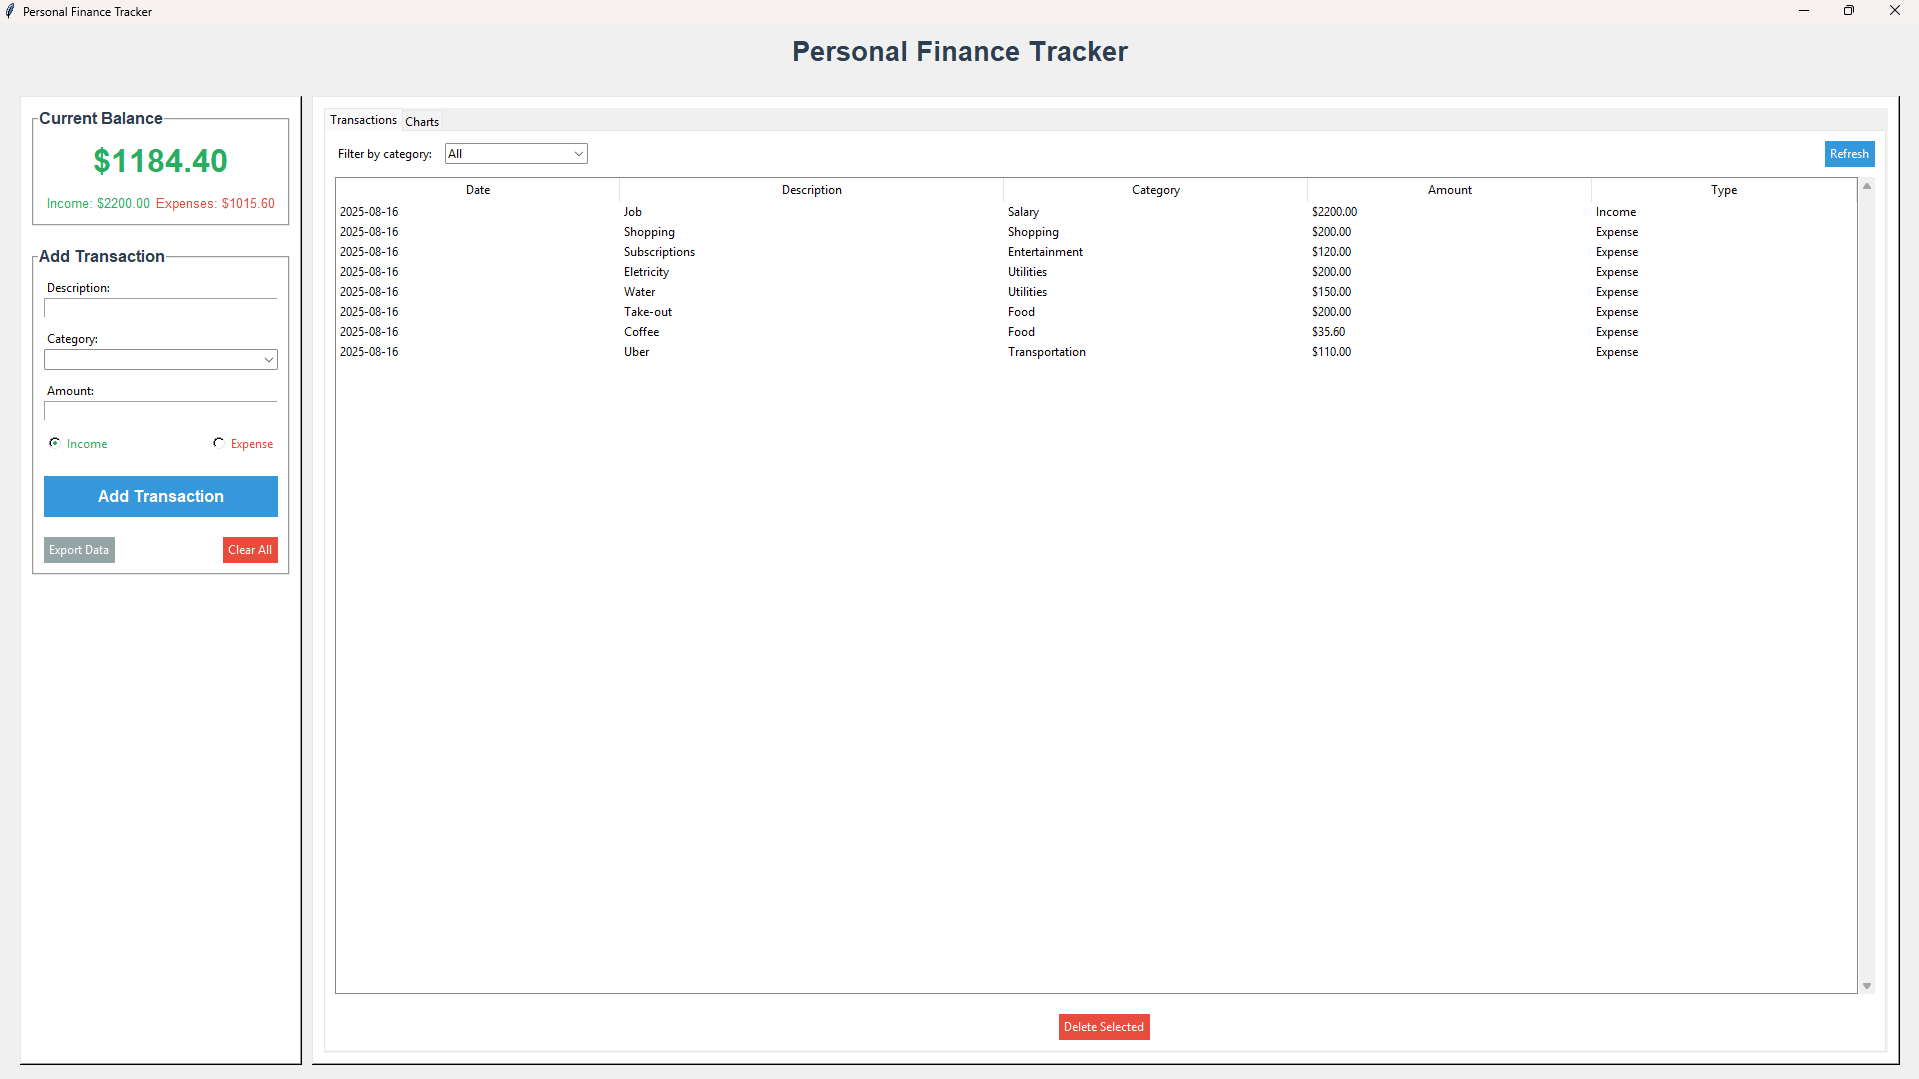 Personal Finance Tracker
Personal Finance Tracker
Current Balance
$1184.40
Income: $2200.00 Expenses: $1015.60
Add Transaction
Description:
Category:
Amount:
Income Expense
Add Transaction
Export Data Clear All
Transactions Charts
Filter by category: All Refresh
Date Description Category Amount Type
2025-08-16 Job Salary $2200.00 Income
2025-08-16 Shopping Shopping $200.00 Expense
2025-08-16 Subscriptions Entertainment $120.00 Expense
2025-08-16 Eletricity Utilities $200.00 Expense
2025-08-16 Water Utilities $150.00 Expense
2025-08-16 Take-out Food $200.00 Expense
2025-08-16 Coffee Food $35.60 Expense
2025-08-16 Uber Transportation $110.00 Expense
Delete Selected